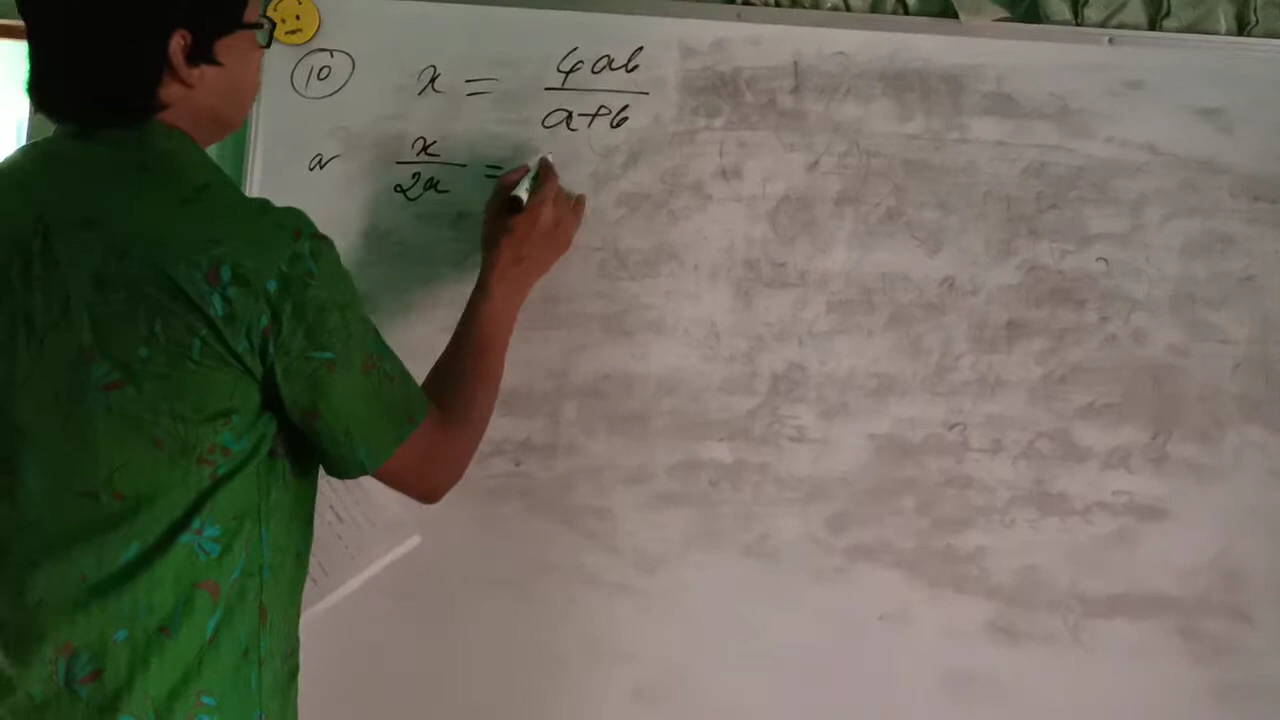 (10) x = 4ab / a+b
or x / 2a =